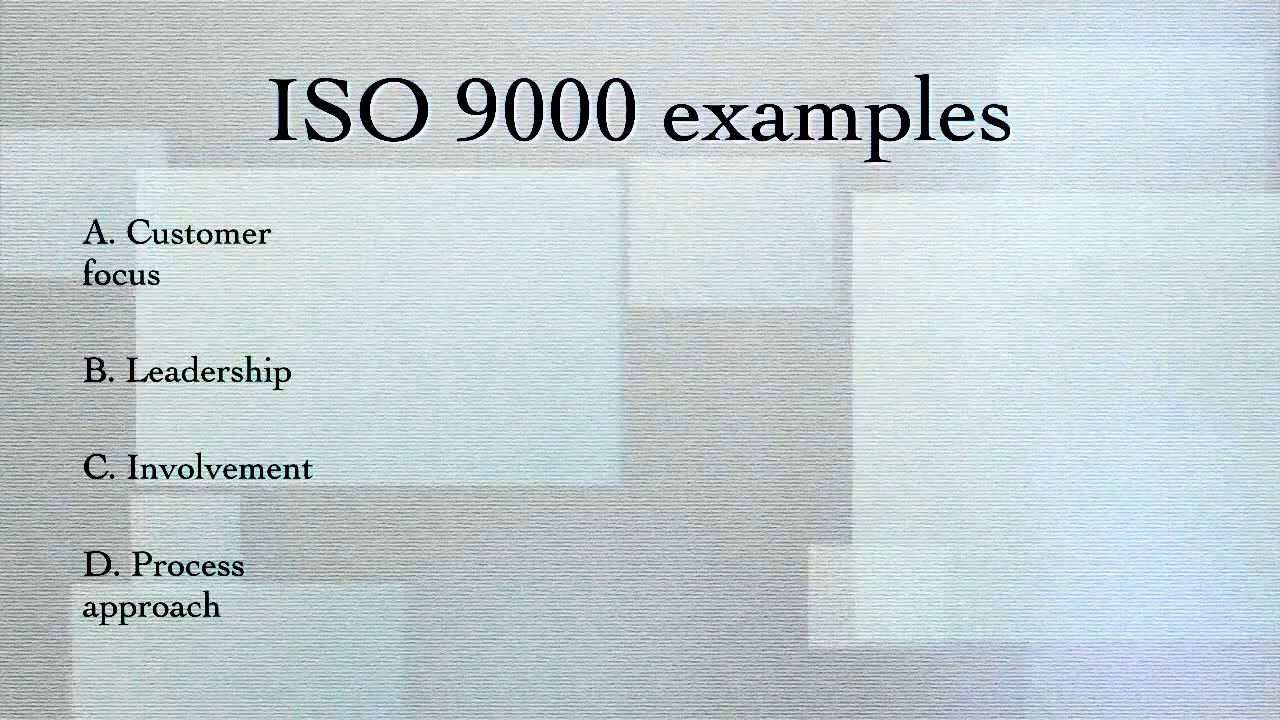 ISO 9000 examples
A. Customer
focus
B. Leadership
C. Involvement
D. Process
approach